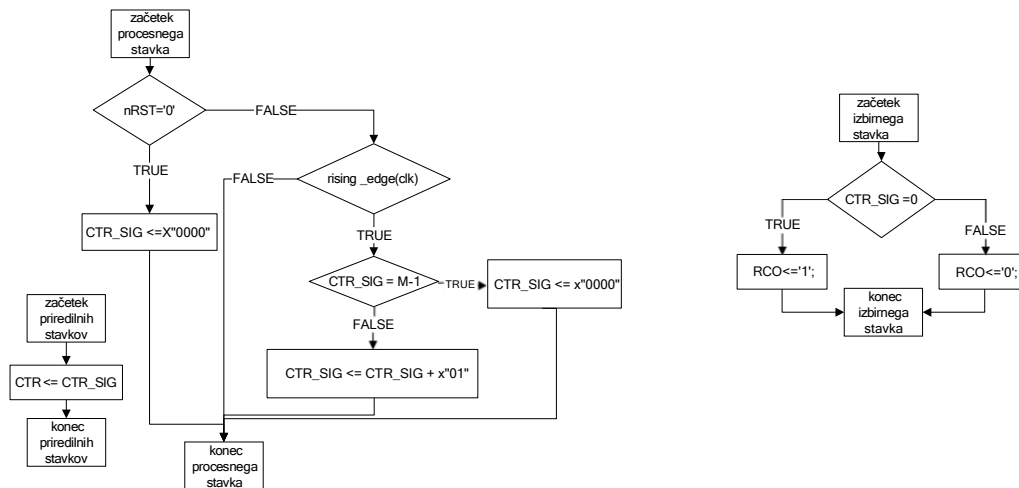 začetek
procesnega
stavka
nRST='0'
FALSE
TRUE
rising _edge(clk)
FALSE
CTR_SIG <=X"0000"
TRUE
CTR_SIG = M-1
TRUE
CTR_SIG <= x"0000"
FALSE
CTR_SIG <= CTR_SIG + x"01"
začetek
priredilnih
stavkov
CTR <= CTR_SIG
konec
priredilnih
stavkov
konec
procesnega
stavka
začetek
izbirnega
stavka
CTR_SIG =0
TRUE
FALSE
RCO<='1';
RCO<='0';
konec
izbirnega
stavka